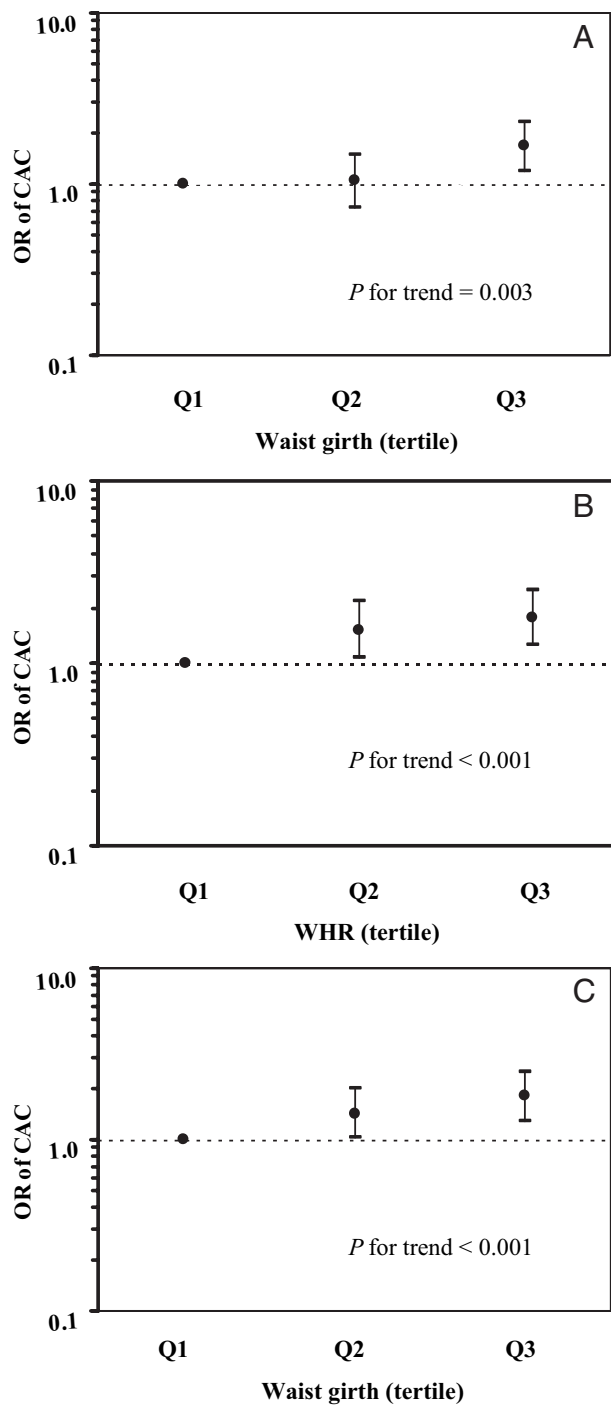 A
10.0
OR of CAC
1.0
P for trend = 0.003
0.1
Q1 Q2 Q3
Waist girth (tertile)
B
10.0
OR of CAC
1.0
P for trend < 0.001
0.1
Q1 Q2 Q3
WHR (tertile)
C
10.0
OR of CAC
1.0
P for trend < 0.001
0.1
Q1 Q2 Q3
Waist girth (tertile)